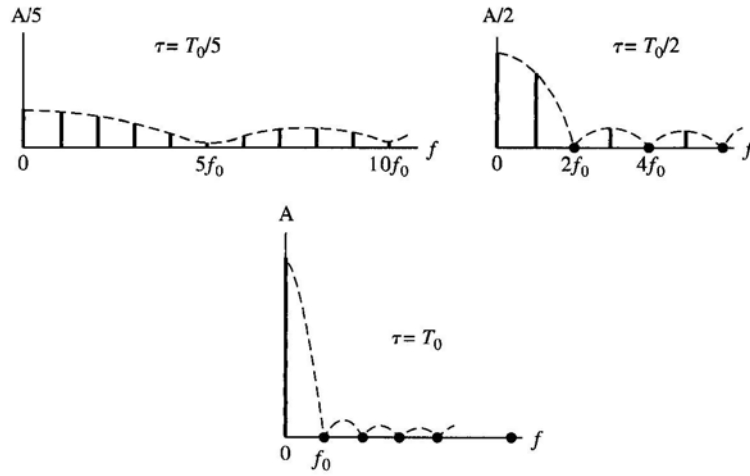 A/5
τ = T₀/5
0 5f₀ 10f₀ f
A/2
τ = T₀/2
0 2f₀ 4f₀ f
A
τ = T₀
0 f₀ f